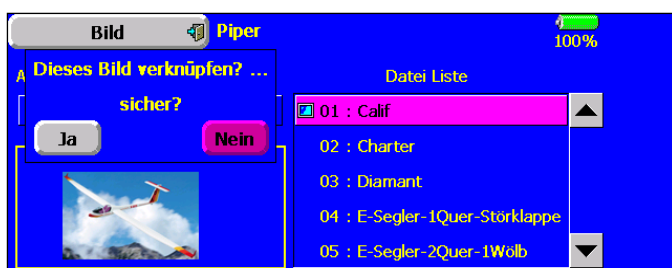 Bild
Piper
100%
A
Dieses Bild verknüpfen? ...
sicher?
Ja
Nein
Datei Liste
01 : Calif
02 : Charter
03 : Diamant
04 : E-Segler-1Quer-Störklappe
05 : E-Segler-2Quer-1Wölb